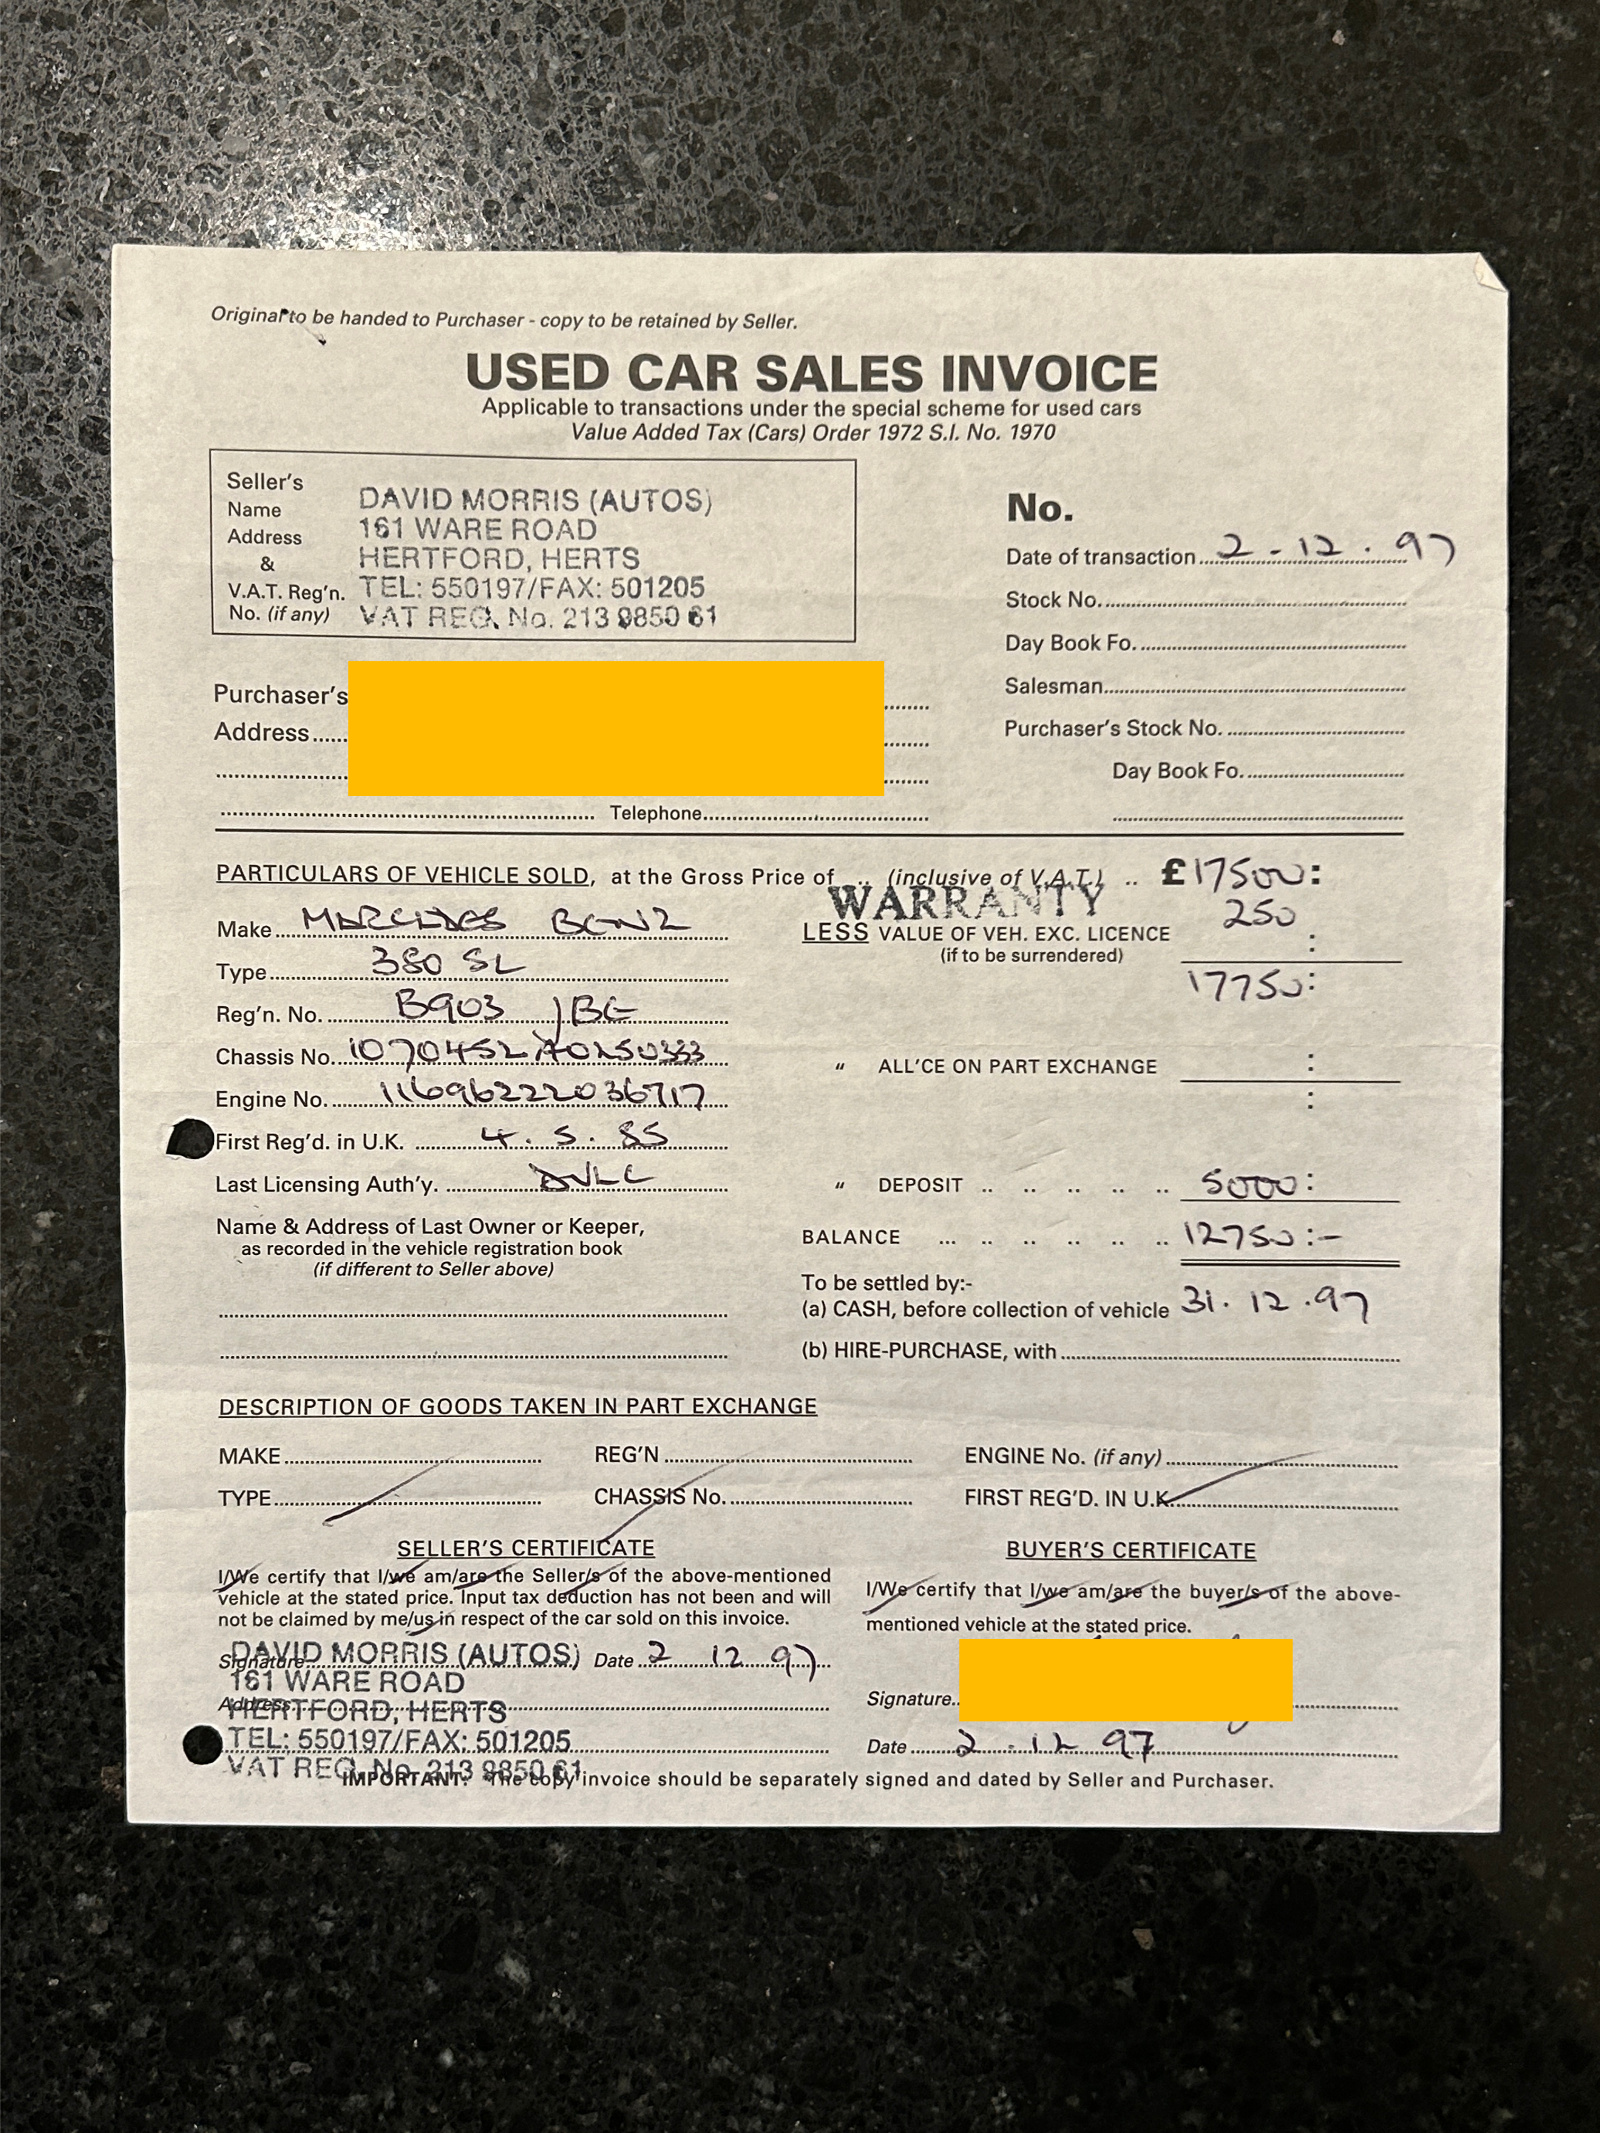 Original to be handed to Purchaser - copy to be retained by Seller.
USED CAR SALES INVOICE
Applicable to transactions under the special scheme for used cars
Value Added Tax (Cars) Order 1972 S.I. No. 1970
Seller's
Name
Address
&
V.A.T. Reg'n.
No. (if any)
DAVID MORRIS (AUTOS)
161 WARE ROAD
HERTFORD, HERTS
TEL: 550197/FAX: 501205
VAT REG. No. 213 9850 61
No.
Date of transaction 2-12.97
Stock No.
Day Book Fo.
Salesman
Purchaser's Stock No.
Day Book Fo.
Purchaser's
Address
Telephone
PARTICULARS OF VEHICLE SOLD, at the Gross Price of .. (inclusive of V.A.T.) .. £17500:
WARRANTY 250
LESS VALUE OF VEH. EXC. LICENCE :
(if to be surrendered)
17750:
Make MERCEDES BENZ
Type 380 SL
Reg'n. No. B903 JBE
Chassis No. 1070452A0250333
Engine No. 11696222036717
First Reg'd. in U.K. 4.5.85
Last Licensing Auth'y. DVLC
Name & Address of Last Owner or Keeper,
as recorded in the vehicle registration book
(if different to Seller above)
" ALL'CE ON PART EXCHANGE :
:
" DEPOSIT .. .. .. .. .. 5000:
BALANCE ... .. .. .. .. .. 12750:-
To be settled by:-
(a) CASH, before collection of vehicle 31.12.97
(b) HIRE-PURCHASE, with
DESCRIPTION OF GOODS TAKEN IN PART EXCHANGE
MAKE REG'N ENGINE No. (if any)
TYPE CHASSIS No. FIRST REG'D. IN U.K.
SELLER'S CERTIFICATE
I/We certify that I/we am/are the Seller/s of the above-mentioned
vehicle at the stated price. Input tax deduction has not been and will
not be claimed by me/us in respect of the car sold on this invoice.
Signature Date 2 12 97
Address
DAVID MORRIS (AUTOS)
161 WARE ROAD
HERTFORD, HERTS
TEL: 550197/FAX: 501205
VAT REG. No. 213 9850 61
BUYER'S CERTIFICATE
I/We certify that I/we am/are the buyer/s of the above-
mentioned vehicle at the stated price.
Signature
Date 2.12 97
IMPORTANT: The copy invoice should be separately signed and dated by Seller and Purchaser.